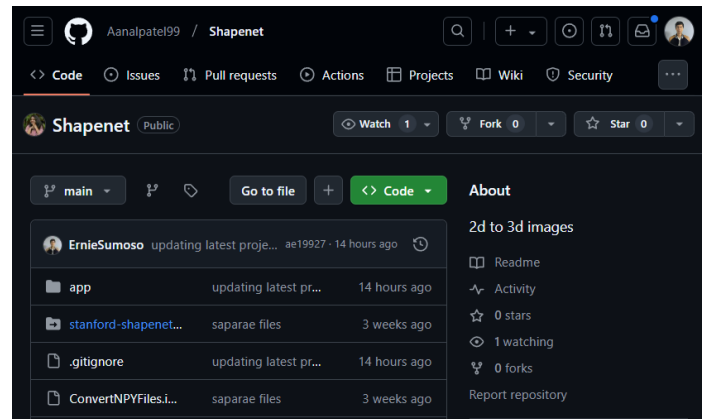 Aanalpatel99 / Shapenet
<> Code Issues Pull requests Actions Projects Wiki Security ...
Shapenet Public Watch 1 Fork 0 Star 0
main Go to file + <> Code About
2d to 3d images
ErnieSumoso updating latest proje... ae19927 · 14 hours ago
Readme
app updating latest pr... 14 hours ago
Activity
0 stars
stanford-shapenet... saparae files 3 weeks ago
1 watching
.gitignore updating latest pr... 14 hours ago
0 forks
ConvertNPYFiles.i... saparae files 3 weeks ago
Report repository